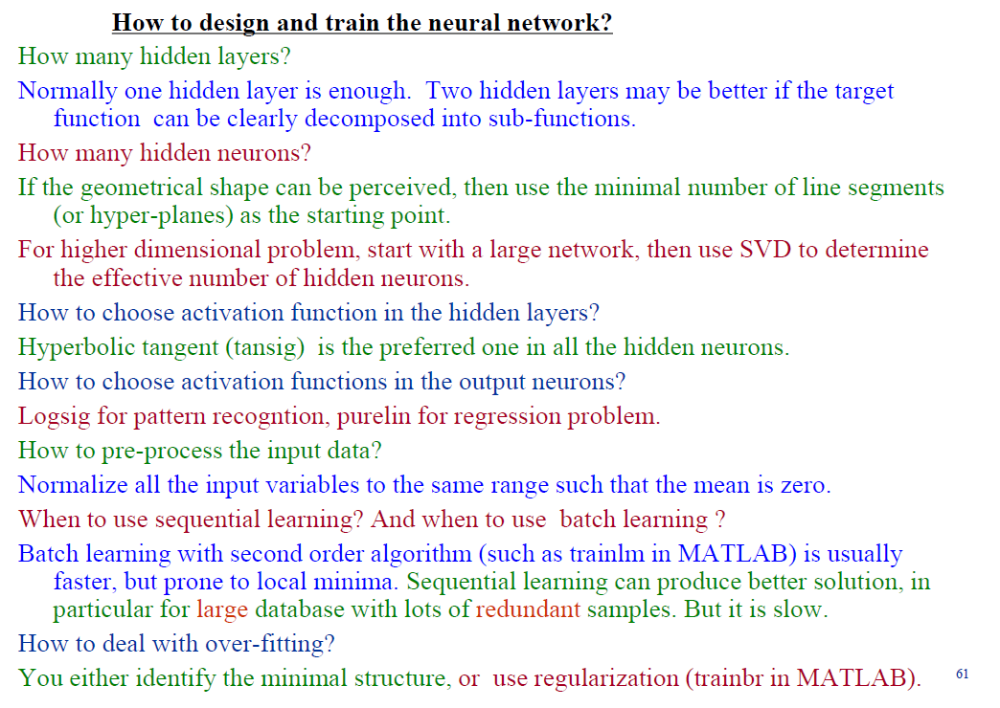 How to design and train the neural network?
How many hidden layers?
Normally one hidden layer is enough.  Two hidden layers may be better if the target
function  can be clearly decomposed into sub-functions.
How many hidden neurons?
If the geometrical shape can be perceived, then use the minimal number of line segments
(or hyper-planes) as the starting point.
For higher dimensional problem, start with a large network, then use SVD to determine
the effective number of hidden neurons.
How to choose activation function in the hidden layers?
Hyperbolic tangent (tansig)  is the preferred one in all the hidden neurons.
How to choose activation functions in the output neurons?
Logsig for pattern recogntion, purelin for regression problem.
How to pre-process the input data?
Normalize all the input variables to the same range such that the mean is zero.
When to use sequential learning? And when to use  batch learning ?
Batch learning with second order algorithm (such as trainlm in MATLAB) is usually
faster, but prone to local minima. Sequential learning can produce better solution, in
particular for large database with lots of redundant samples. But it is slow.
How to deal with over-fitting?
You either identify the minimal structure, or  use regularization (trainbr in MATLAB).
61